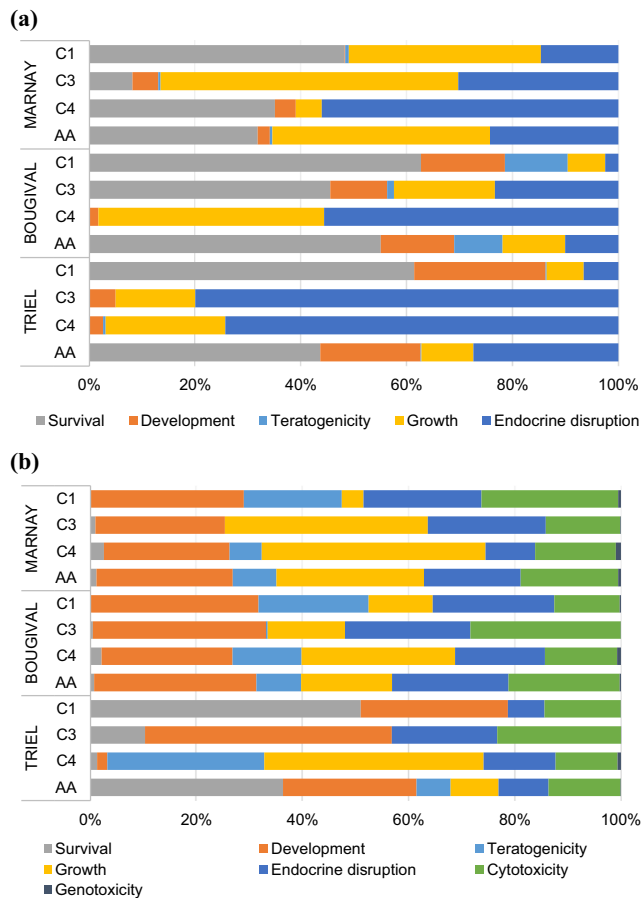 (a)
MARNAY
C1
C3
C4
AA
BOUGIVAL
C1
C3
C4
AA
TRIEL
C1
C3
C4
AA
0% 20% 40% 60% 80% 100%
Survival Development Teratogenicity Growth Endocrine disruption
(b)
MARNAY
C1
C3
C4
AA
BOUGIVAL
C1
C3
C4
AA
TRIEL
C1
C3
C4
AA
0% 20% 40% 60% 80% 100%
Survival Development Teratogenicity
Growth Endocrine disruption Cytotoxicity
Genotoxicity